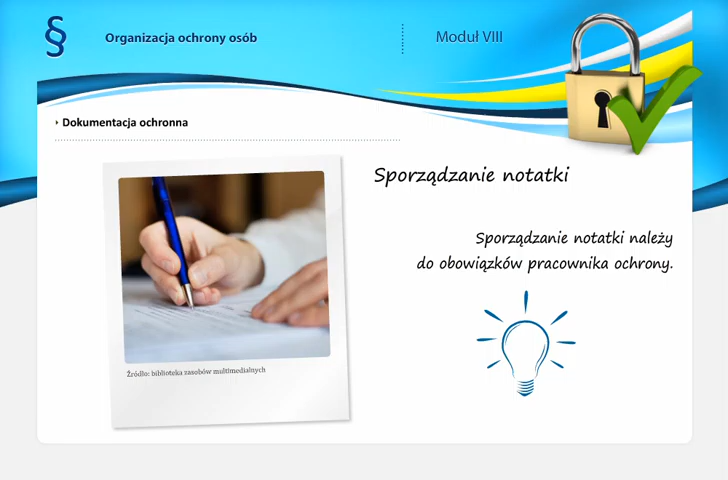 § Organizacja ochrony osób
Moduł VIII
Dokumentacja ochronna
Sporządzanie notatki
Sporządzanie notatki należy
do obowiązków pracownika ochrony.
Źródło: biblioteka zasobów multimedialnych